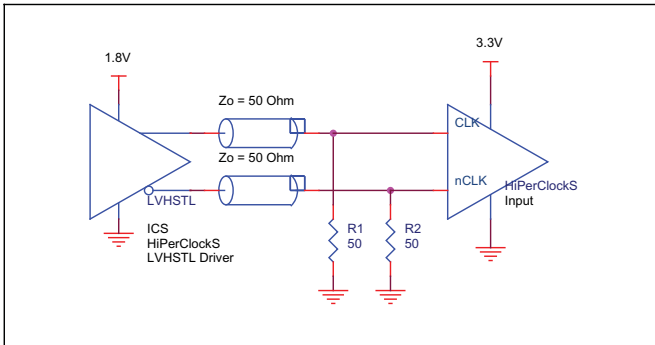 1.8V
3.3V
Zo = 50 Ohm
CLK
Zo = 50 Ohm
nCLK
HiPerClockS
Input
LVHSTL
ICS
HiPerClockS
LVHSTL Driver
R1
50
R2
50